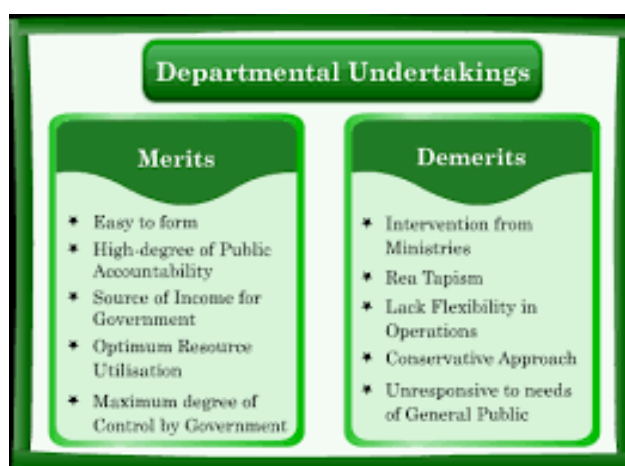 Departmental Undertakings
Merits
Easy to form
High-degree of Public
Accountability
Source of Income for
Government
Optimum Resource
Utilisation
Maximum degree of
Control by Government
Demerits
Intervention from
Ministries
Rea Tapism
Lack Flexibility in
Operations
Conservative Approach
Unresponsive to needs
of General Public